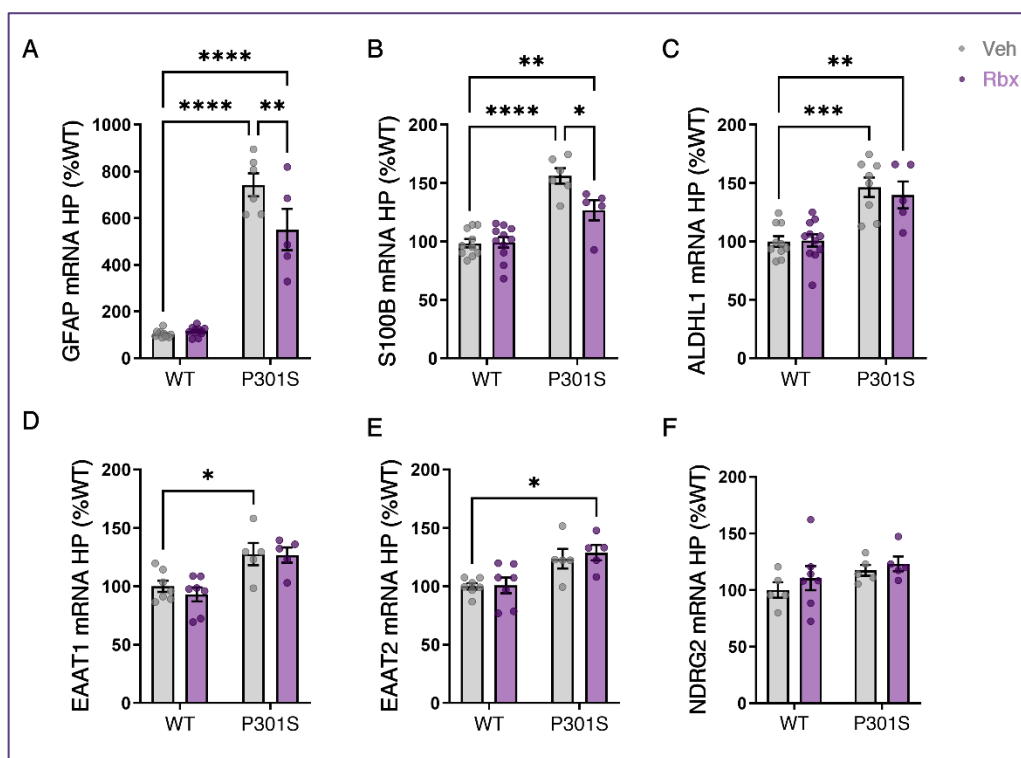 A
B
C
Veh
Rbx
****
****
**
GFAP mRNA HP (%WT)
1000
800
600
400
200
0
WT
P301S
**
****
*
S100B mRNA HP (%WT)
200
150
100
50
0
WT
P301S
**
***
ALDHL1 mRNA HP (%WT)
200
150
100
50
0
WT
P301S
D
E
F
*
EAAT1 mRNA HP (%WT)
200
150
100
50
0
WT
P301S
*
EAAT2 mRNA HP (%WT)
200
150
100
50
0
WT
P301S
NDRG2 mRNA HP (%WT)
200
150
100
50
0
WT
P301S